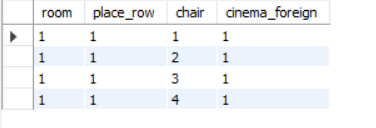 room place_row chair cinema_foreign
1 1 1 1
1 1 2 1
1 1 3 1
1 1 4 1